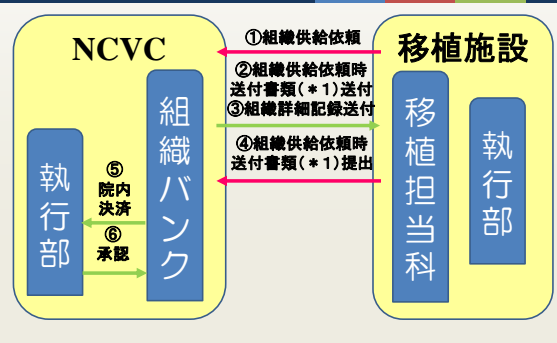 NCVC
①組織供給依頼
移植施設
②組織供給依頼時
送付書類(*1)送付
③組織詳細記録送付
④組織供給依頼時
送付書類(*1)提出
組織バンク
執行部
⑤
院内
決済
⑥
承認
移植担当科
執行部